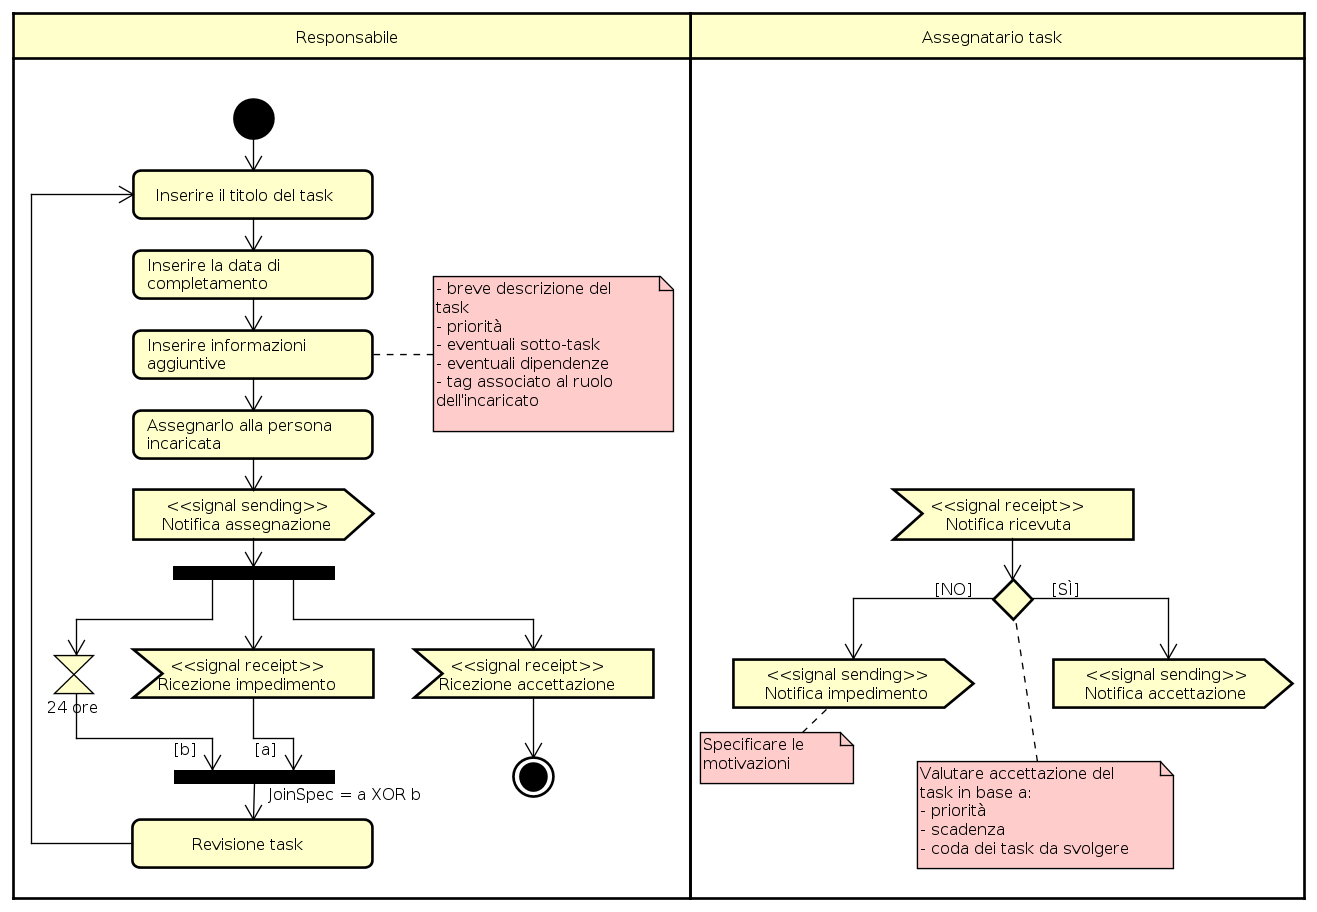 Responsabile
Assegnatario task
Inserire il titolo del task
Inserire la data di
completamento
Inserire informazioni
aggiuntive
- breve descrizione del
task
- priorità
- eventuali sotto-task
- eventuali dipendenze
- tag associato al ruolo
dell'incaricato
Assegnarlo alla persona
incaricata
<<signal sending>>
Notifica assegnazione
<<signal receipt>>
Notifica ricevuta
[NO]
[SÌ]
24 ore
<<signal receipt>>
Ricezione impedimento
<<signal receipt>>
Ricezione accettazione
<<signal sending>>
Notifica impedimento
<<signal sending>>
Notifica accettazione
[b]
[a]
JoinSpec = a XOR b
Specificare le
motivazioni
Valutare accettazione del
task in base a:
- priorità
- scadenza
- coda dei task da svolgere
Revisione task